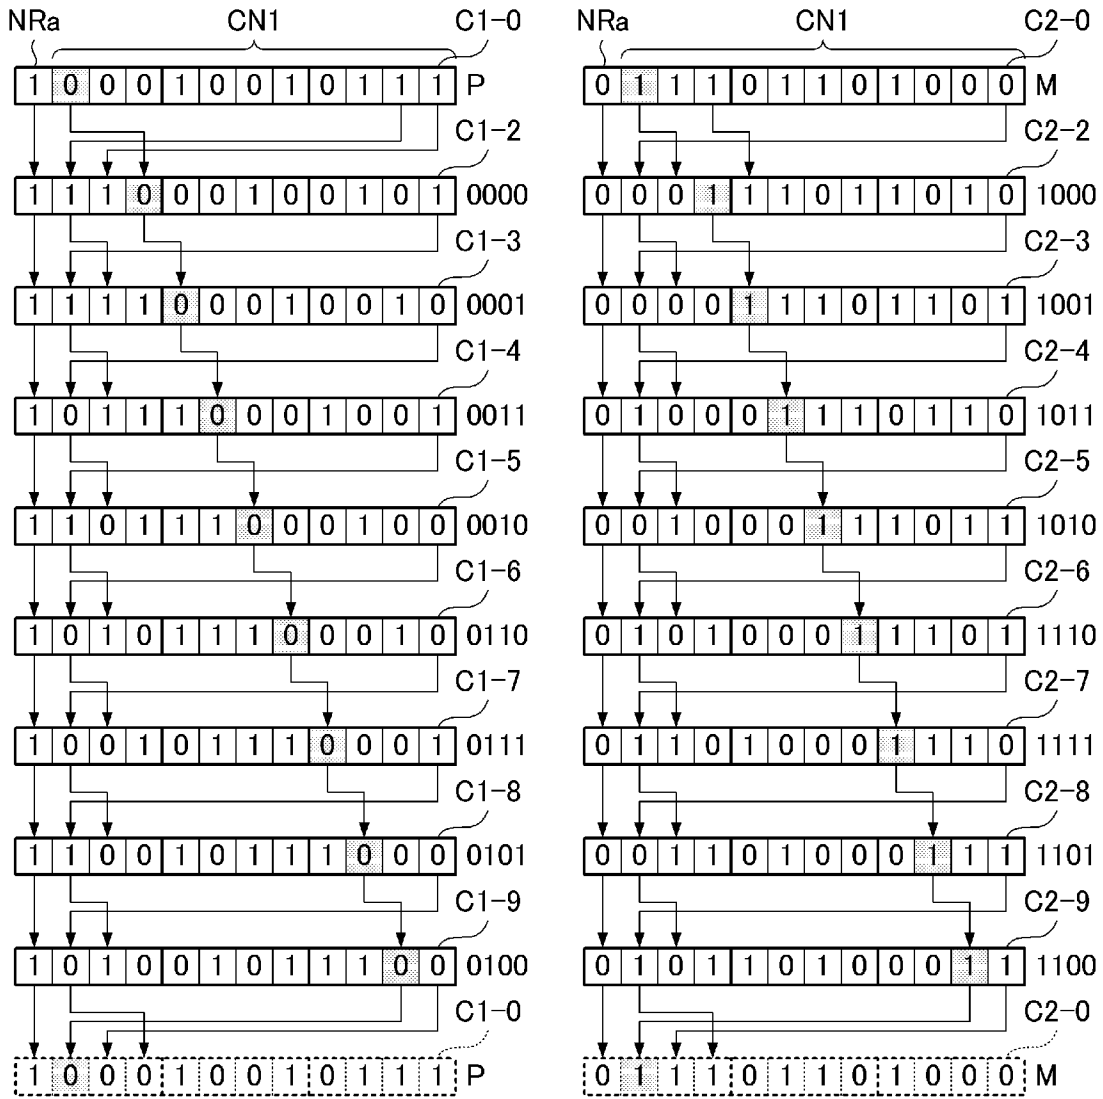 NRa CN1 C1-0 NRa CN1 C2-0
1 0 0 0 1 0 0 1 0 1 1 1 P 0 1 1 1 0 1 1 0 1 0 0 0 M
C1-2 C2-2
1 1 1 0 0 0 1 0 0 1 0 1 0000 0 0 0 1 1 1 0 1 1 0 1 0 1000
C1-3 C2-3
1 1 1 1 0 0 0 1 0 0 1 0 0001 0 0 0 0 1 1 1 0 1 1 0 1 1001
C1-4 C2-4
1 0 1 1 1 0 0 0 1 0 0 1 0011 0 1 0 0 0 1 1 1 0 1 1 0 1011
C1-5 C2-5
1 1 0 1 1 1 0 0 0 1 0 0 0010 0 0 1 0 0 0 1 1 1 0 1 1 1010
C1-6 C2-6
1 0 1 0 1 1 1 0 0 0 1 0 0110 0 1 0 1 0 0 0 1 1 1 0 1 1110
C1-7 C2-7
1 0 0 1 0 1 1 1 0 0 0 1 0111 0 1 1 0 1 0 0 0 1 1 1 0 1111
C1-8 C2-8
1 1 0 0 1 0 1 1 1 0 0 0 0101 0 0 1 1 0 1 0 0 0 1 1 1 1101
C1-9 C2-9
1 0 1 0 0 1 0 1 1 1 0 0 0100 0 1 0 1 1 0 1 0 0 0 1 1 1100
C1-0 C2-0
1 0 0 0 1 0 0 1 0 1 1 1 P 0 1 1 1 0 1 1 0 1 0 0 0 M